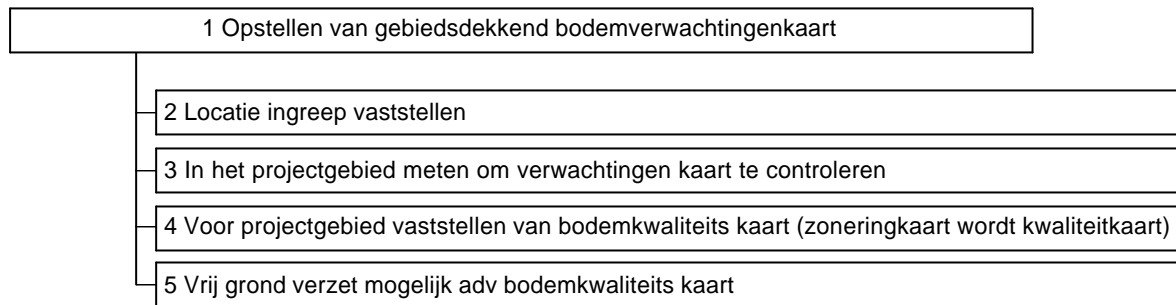 1 Opstellen van gebiedsdekkend bodemverwachtingenkaart
2 Locatie ingreep vaststellen
3 In het projectgebied meten om verwachtingen kaart te controleren
4 Voor projectgebied vaststellen van bodemkwaliteits kaart (zoneringkaart wordt kwaliteitkaart)
5 Vrij grond verzet mogelijk adv bodemkwaliteits kaart